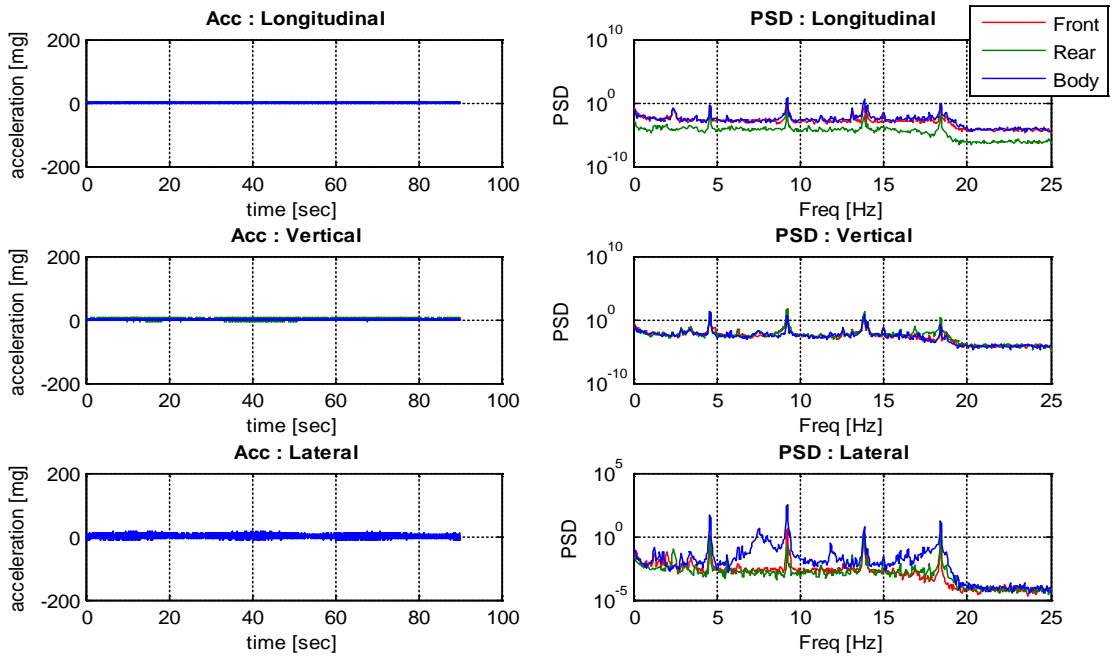 Acc : Longitudinal
200
0
-200
acceleration [mg]
0 20 40 60 80 100
time [sec]
PSD : Longitudinal
10^10
10^0
10^-10
PSD
0 5 10 15 20 25
Freq [Hz]
Front
Rear
Body
Acc : Vertical
200
0
-200
acceleration [mg]
0 20 40 60 80 100
time [sec]
PSD : Vertical
10^10
10^0
10^-10
PSD
0 5 10 15 20 25
Freq [Hz]
Acc : Lateral
200
0
-200
acceleration [mg]
0 20 40 60 80 100
time [sec]
PSD : Lateral
10^5
10^0
10^-5
PSD
0 5 10 15 20 25
Freq [Hz]